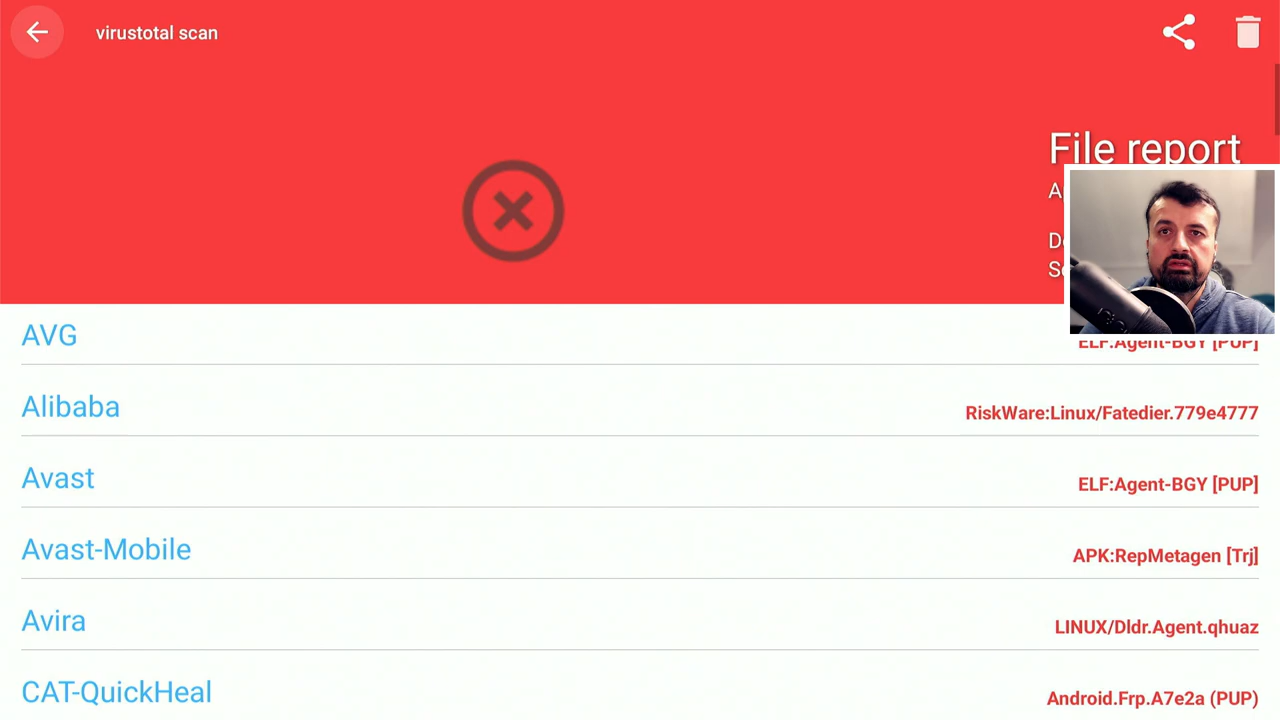 virustotal scan
File report
AVG
ELF:Agent-BGY [PUP]
Alibaba
RiskWare:Linux/Fatedier.779e4777
Avast
ELF:Agent-BGY [PUP]
Avast-Mobile
APK:RepMetagen [Trj]
Avira
LINUX/Dldr.Agent.qhuaz
CAT-QuickHeal
Android.Frp.A7e2a (PUP)